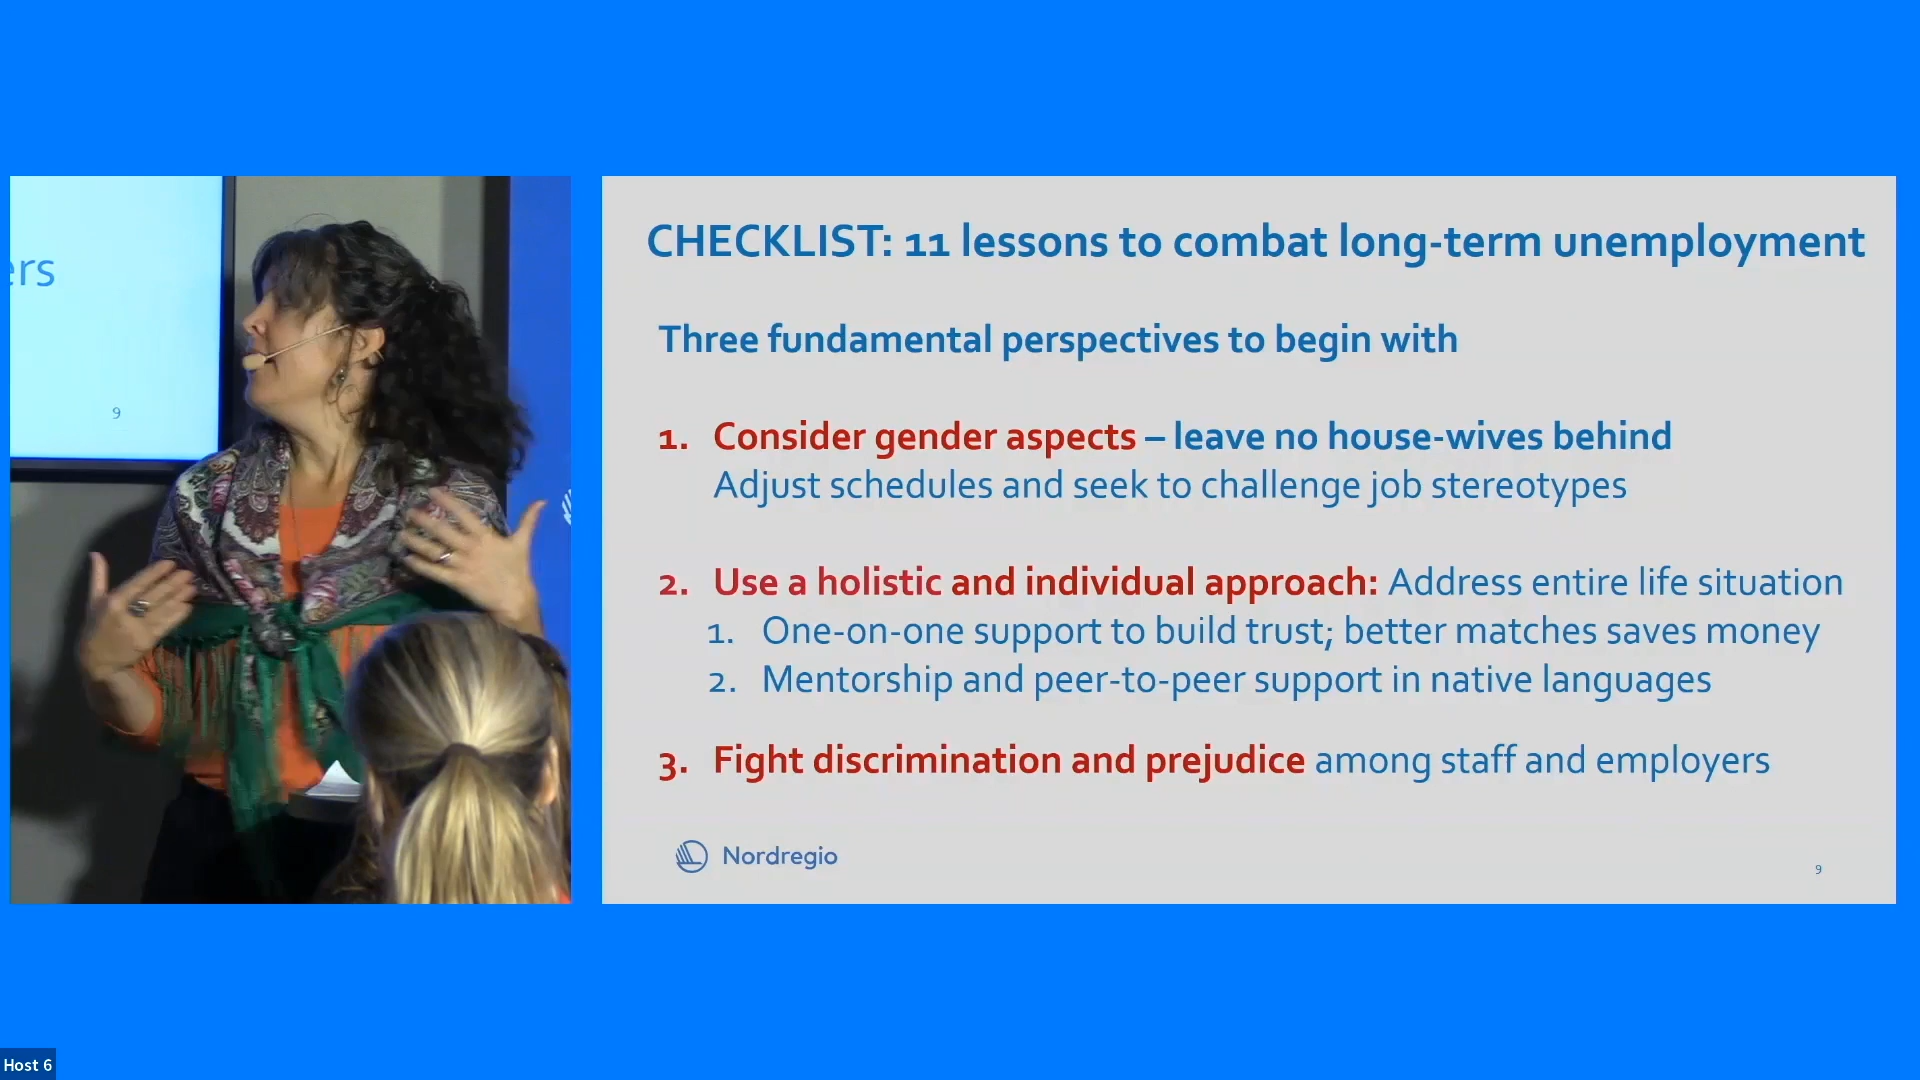 ers
9
CHECKLIST: 11 lessons to combat long-term unemployment
Three fundamental perspectives to begin with
1. Consider gender aspects – leave no house-wives behind
Adjust schedules and seek to challenge job stereotypes
2. Use a holistic and individual approach: Address entire life situation
1. One-on-one support to build trust; better matches saves money
2. Mentorship and peer-to-peer support in native languages
3. Fight discrimination and prejudice among staff and employers
Nordregio
9
Host 6